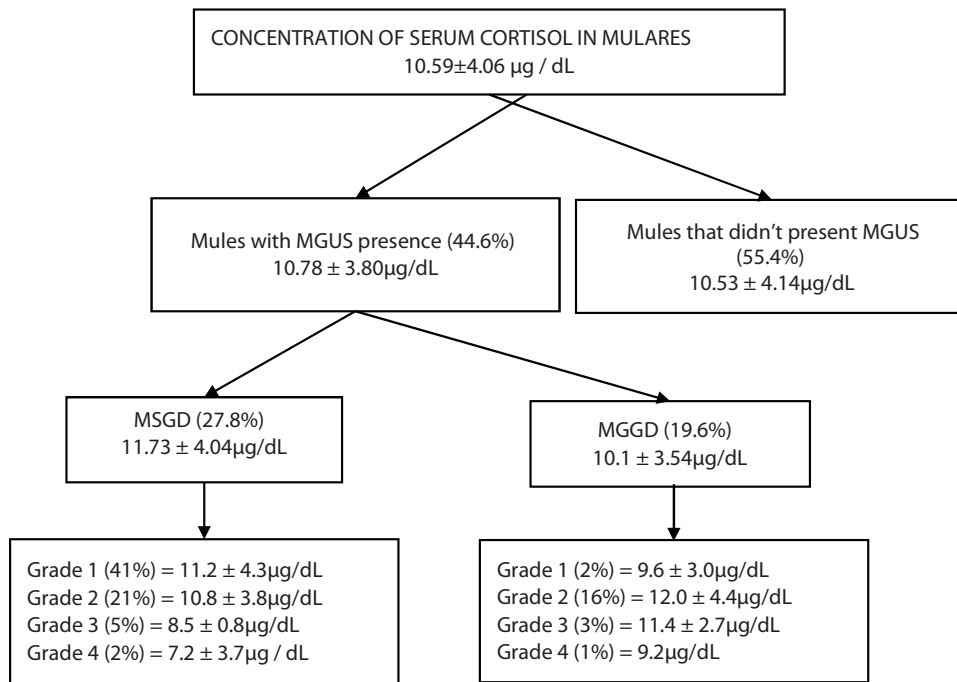 CONCENTRATION OF SERUM CORTISOL IN MULARES
10.59±4.06 µg / dL
Mules with MGUS presence (44.6%)
10.78 ± 3.80µg/dL
Mules that didn’t present MGUS
(55.4%)
10.53 ± 4.14µg/dL
MSGD (27.8%)
11.73 ± 4.04µg/dL
MGGD (19.6%)
10.1 ± 3.54µg/dL
Grade 1 (41%) = 11.2 ± 4.3µg/dL
Grade 2 (21%) = 10.8 ± 3.8µg/dL
Grade 3 (5%) = 8.5 ± 0.8µg/dL
Grade 4 (2%) = 7.2 ± 3.7µg / dL
Grade 1 (2%) = 9.6 ± 3.0µg/dL
Grade 2 (16%) = 12.0 ± 4.4µg/dL
Grade 3 (3%) = 11.4 ± 2.7µg/dL
Grade 4 (1%) = 9.2µg/dL